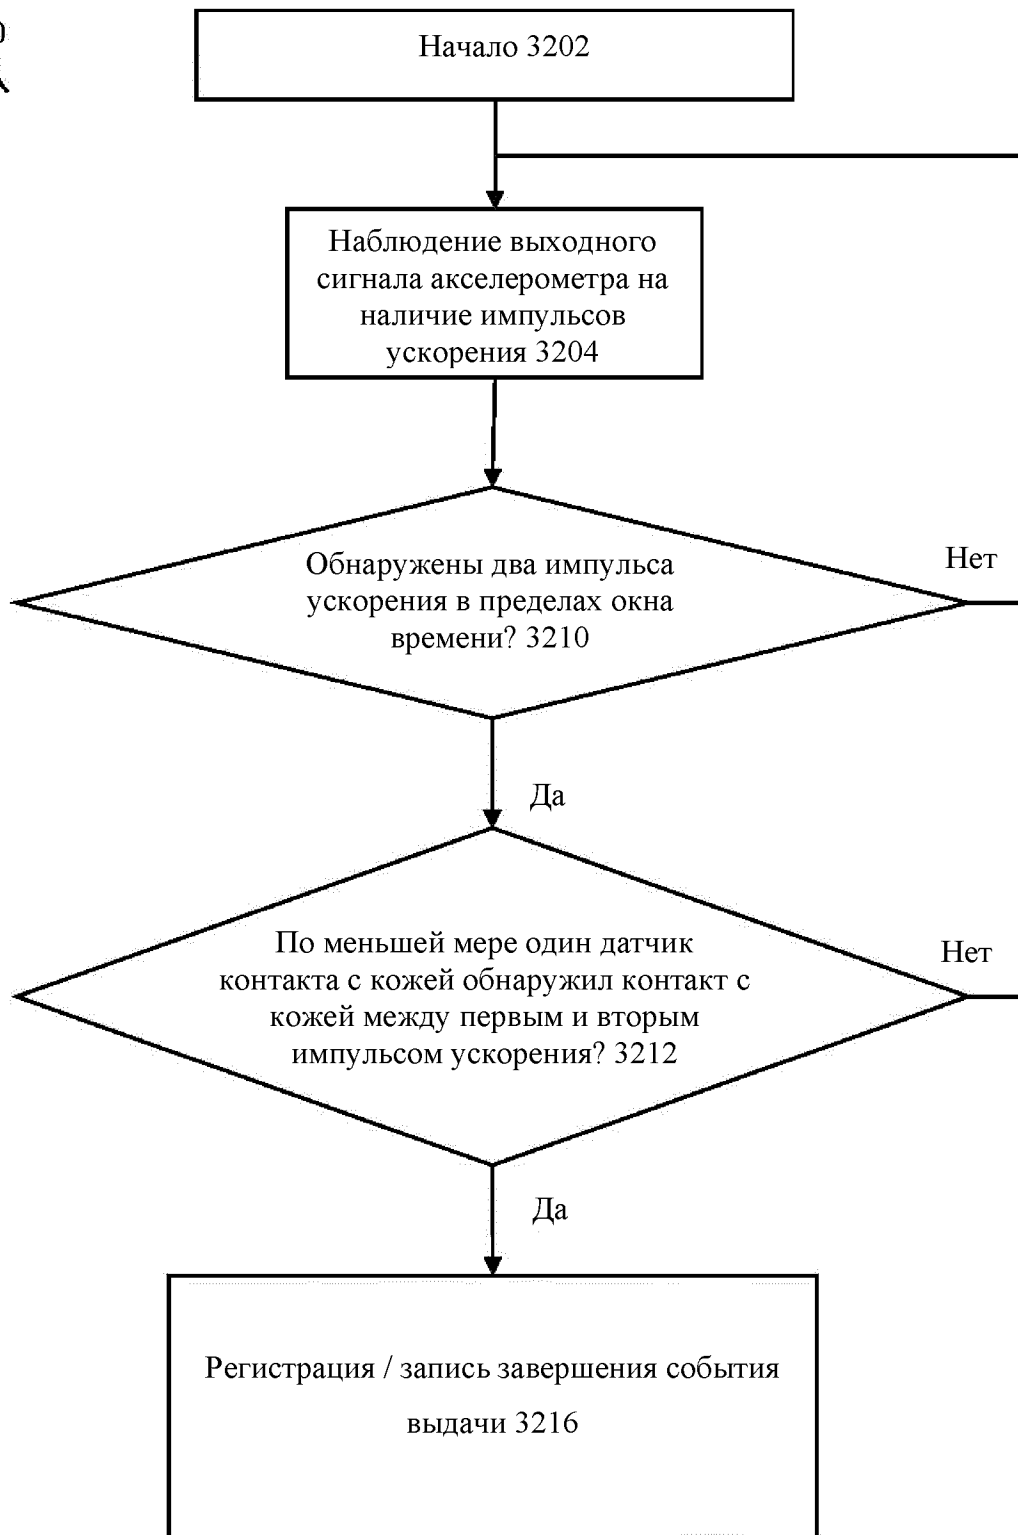 Начало 3202
Наблюдение выходного
сигнала акселерометра на
наличие импульсов
ускорения 3204
Обнаружены два импульса
ускорения в пределах окна
времени? 3210
Нет
Да
По меньшей мере один датчик
контакта с кожей обнаружил контакт с
кожей между первым и вторым
импульсом ускорения? 3212
Нет
Да
Регистрация / запись завершения события
выдачи 3216